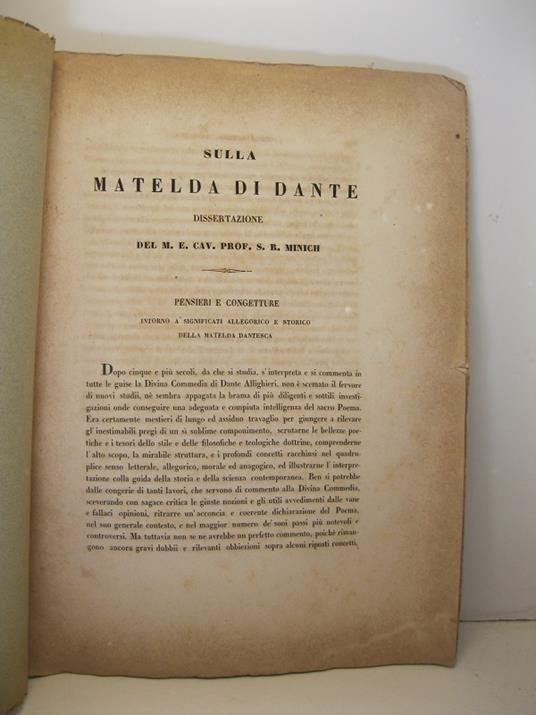 SULLA
MATELDA DI DANTE
DISSERTAZIONE
DEL M. E. CAV. PROF. S. R. MINICH
PENSIERI E CONGETTURE
INTORNO A' SIGNIFICATI ALLEGORICO E STORICO
DELLA MATELDA DANTESCA
Dopo cinque e più secoli, da che si studia, s'interpreta e si commenta in
tutte le guise la Divina Commedia di Dante Allighieri, non è scemato il fervore
di nuovi studii, nè sembra appagata la brama di più diligenti e sottili investi-
gazioni onde conseguire una adeguata e compiuta intelligenza del sacro Poema.
Era certamente mestieri di lungo ed assiduo travaglio per giungere a rilevare
gl'inestimabili pregi di un sì sublime componimento, scrutarne le bellezze poe-
tiche e i tesori dello stile e delle filosofiche e teologiche dottrine, comprenderne
l'alto scopo, la mirabile struttura, e i profondi concetti racchiusi nel quadru-
plice senso letterale, allegorico, morale ed anagogico, ed illustrarne l'interpre-
tazione colla guida della storia e della scienza contemporanea. Ben si potrebbe
dalle congerie di tanti lavori, che servono di commento alla Divina Commedia,
sceverando con sagace critica le giuste nozioni e gli utili avvedimenti dalle vane
e fallaci opinioni, ritrarre un'acconcia e coerente dichiarazione del Poema,
nel suo generale contesto, e nel maggior numero de' suoi passi più notevoli e
controversi. Ma tuttavia non se ne avrebbe un perfetto commento, poichè riman-
gono ancora gravi dubbii e rilevanti obbiezioni sopra alcuni riposti concetti,